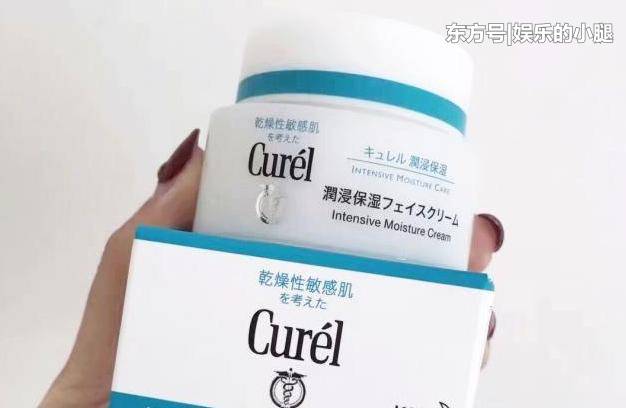 东方号|娱乐的小腿
乾燥性敏感肌
を考えた
Curél
キュレル 潤浸保湿
INTENSIVE MOISTURE CARE
潤浸保湿フェイスクリーム
Intensive Moisture Cream
乾燥性敏感肌
を考えた
Curél